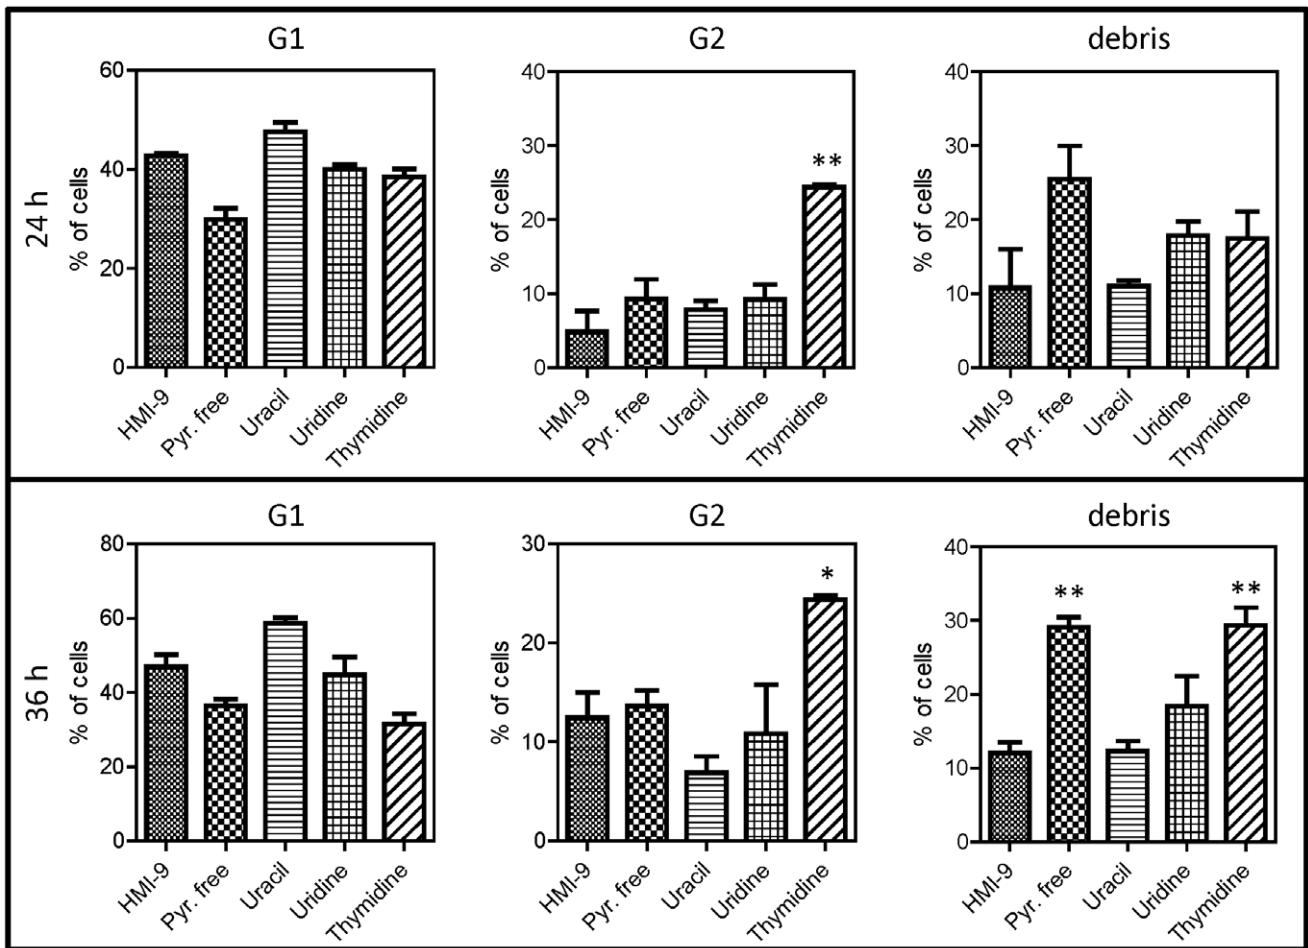 G1
G2
debris
24 h
% of cells
60
40
20
0
HMI-9
Pyr. free
Uracil
Uridine
Thymidine
% of cells
40
30
20
10
0
**
HMI-9
Pyr. free
Uracil
Uridine
Thymidine
% of cells
40
30
20
10
0
HMI-9
Pyr. free
Uracil
Uridine
Thymidine
G1
G2
debris
36 h
% of cells
80
60
40
20
0
HMI-9
Pyr. free
Uracil
Uridine
Thymidine
% of cells
30
20
10
0
*
HMI-9
Pyr. free
Uracil
Uridine
Thymidine
% of cells
40
30
20
10
0
**
**
HMI-9
Pyr. free
Uracil
Uridine
Thymidine